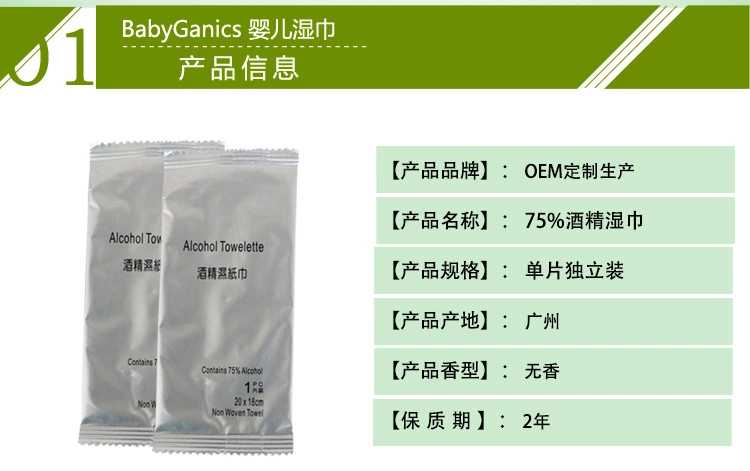 01
BabyGanics 婴儿湿巾
产品信息
Alcohol Tow
酒精濕紙
Contains 7
Non W
Alcohol Towelette
酒精濕紙巾
Contains 75% Alcohol
1 PC
片裝
20 x 18cm
Non Woven Towel
【产品品牌】： OEM定制生产
【产品名称】： 75%酒精湿巾
【产品规格】： 单片独立装
【产品产地】： 广州
【产品香型】： 无香
【保 质 期 】： 2年